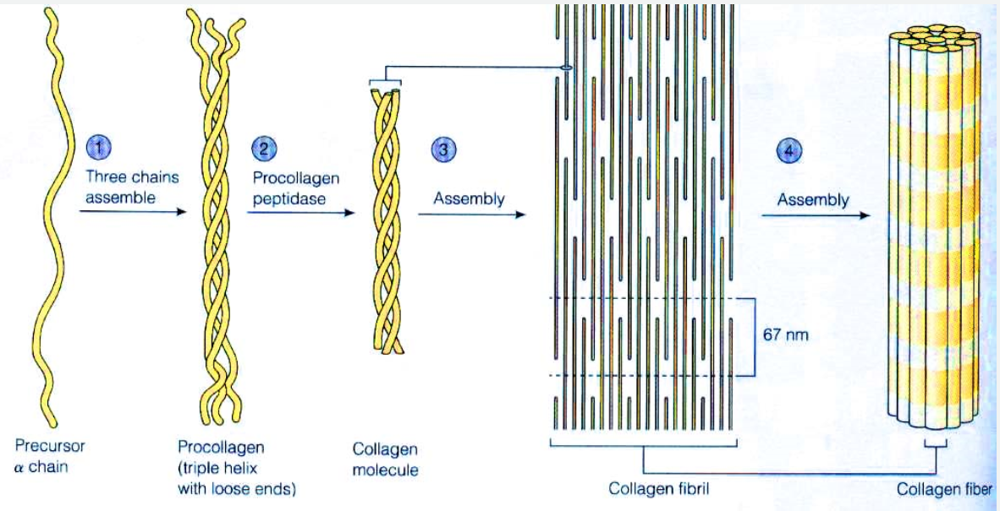 1
Three chains
assemble
2
Procollagen
peptidase
3
Assembly
4
Assembly
67 nm
Precursor
α chain
Procollagen
(triple helix
with loose ends)
Collagen
molecule
Collagen fibril
Collagen fiber